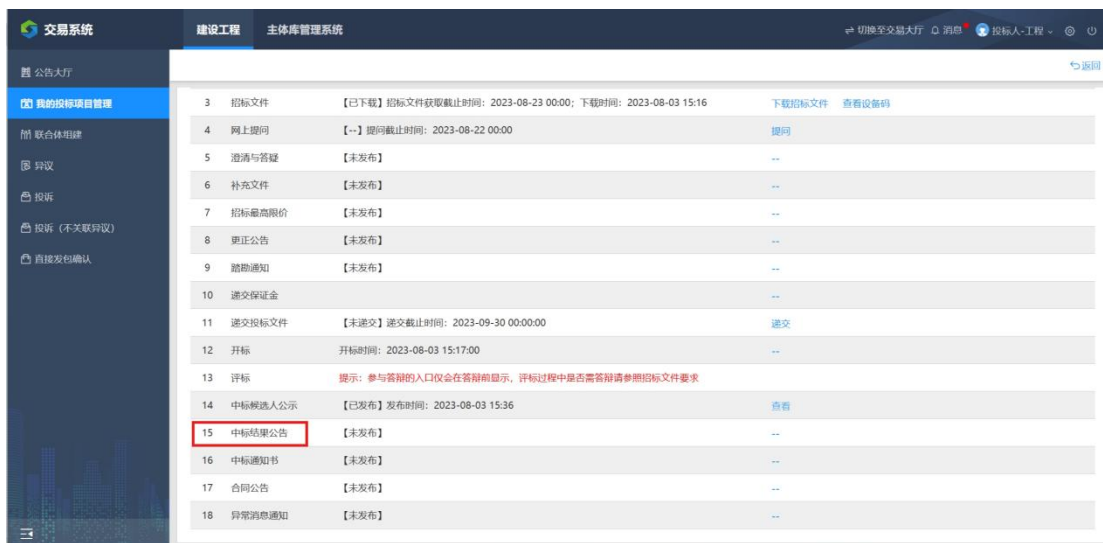 交易系统 建设工程 主体库管理系统 切换至交易大厅 消息 投标人-工程
公告大厅 返回
我的投标项目管理
联合体组建
异议
投诉
投诉（不关联异议）
直接发包确认
3 招标文件 【已下载】招标文件获取截止时间：2023-08-23 00:00；下载时间：2023-08-03 15:16 下载招标文件 查看设备码
4 网上提问 【--】提问截止时间：2023-08-22 00:00 提问
5 澄清与答疑 【未发布】 --
6 补充文件 【未发布】 --
7 招标最高限价 【未发布】 --
8 更正公告 【未发布】 --
9 踏勘通知 【未发布】 --
10 递交保证金 --
11 递交投标文件 【未递交】递交截止时间：2023-09-30 00:00:00 递交
12 开标 开标时间：2023-08-03 15:17:00 --
13 评标 提示：参与答辩的入口仅会在答辩前显示，评标过程中是否需答辩请参照招标文件要求
14 中标候选人公示 【已发布】发布时间：2023-08-03 15:36 查看
15 中标结果公告 【未发布】 --
16 中标通知书 【未发布】 --
17 合同公告 【未发布】 --
18 异常消息通知 【未发布】 --